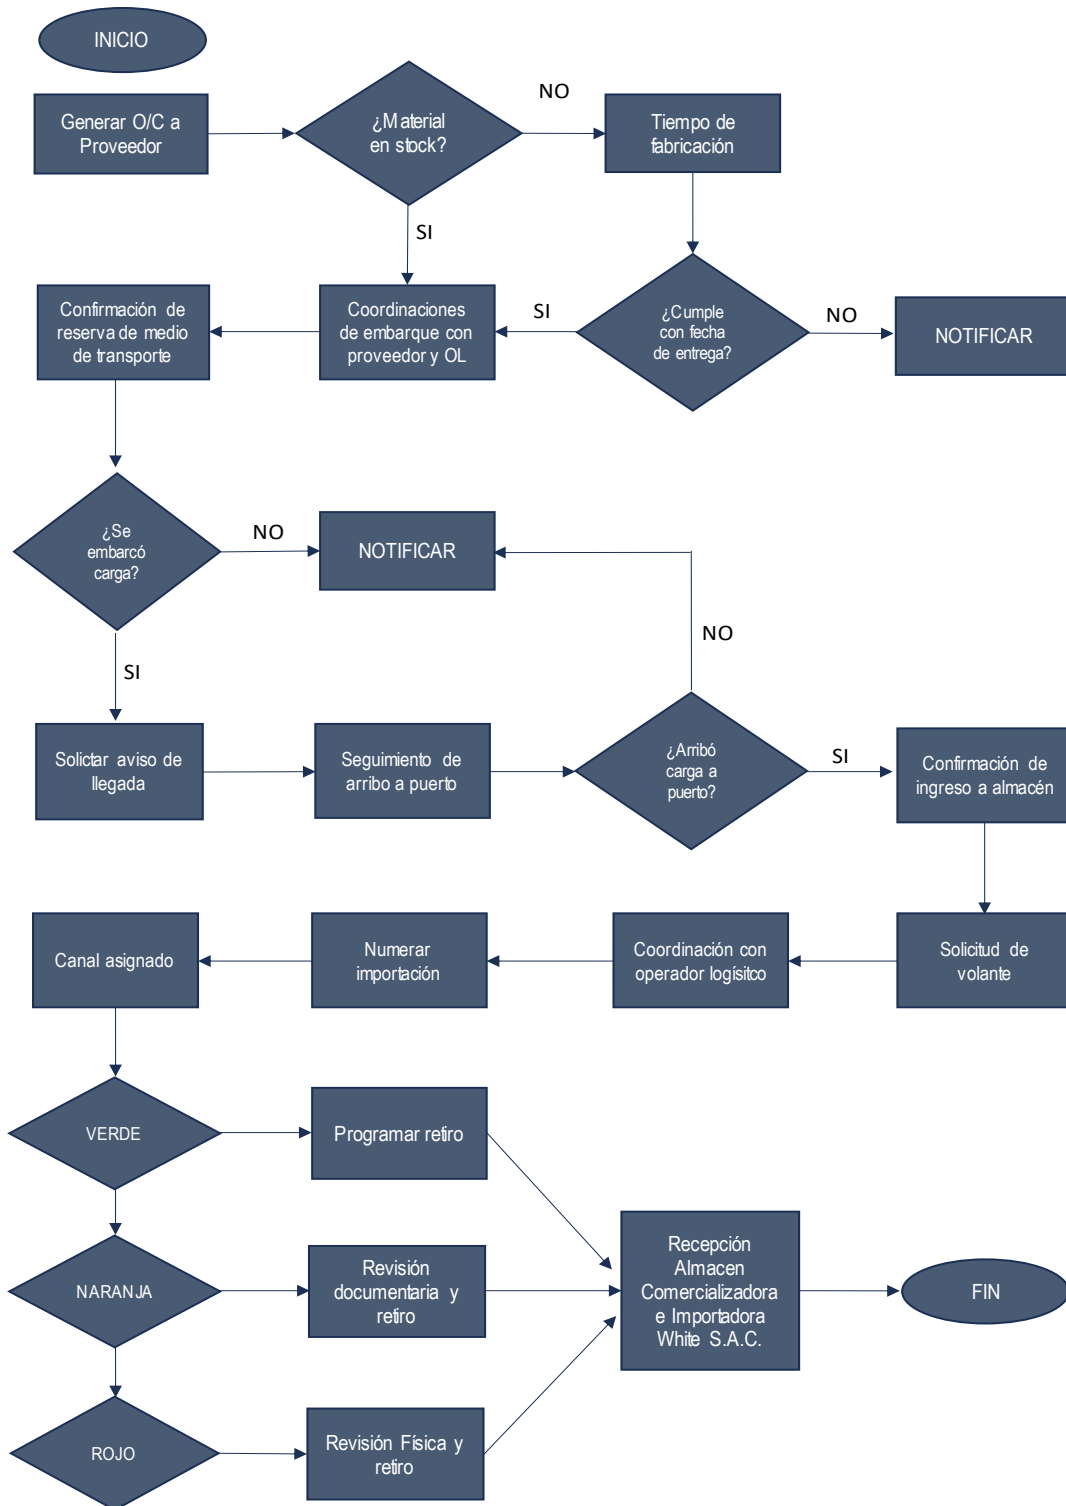 INICIO
Generar O/C a
Proveedor
¿Material
en stock?
NO
Tiempo de
fabricación
SI
Confirmación de
reserva de medio
de transporte
Coordinaciones
de embarque con
proveedor y OL
SI
¿Cumple
con fecha
de entrega?
NO
NOTIFICAR
¿Se
embarcó
carga?
NO
NOTIFICAR
NO
SI
Solictar aviso de
llegada
Seguimiento de
arribo a puerto
¿Arribó
carga a
puerto?
SI
Confirmación de
ingreso a almacén
Canal asignado
Numerar
importación
Coordinación con
operador logísitco
Solicitud de
volante
VERDE
Programar retiro
NARANJA
Revisión
documentaria y
retiro
Recepción
Almacen
Comercializadora
e Importadora
White S.A.C.
FIN
ROJO
Revisión Física y
retiro